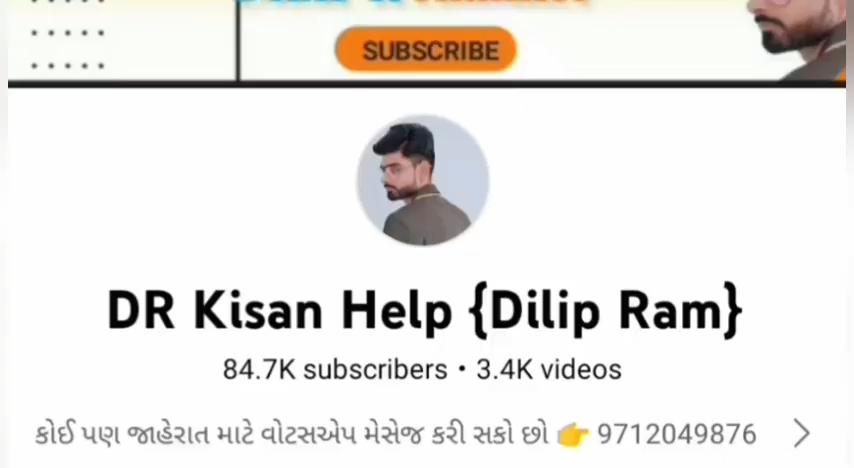 SUBSCRIBE
DR Kisan Help {Dilip Ram}
84.7K subscribers • 3.4K videos
કોઈ પણ જાહેરાત માટે વોટસએપ મેસેજ કરી સકો છો 👉 9712049876